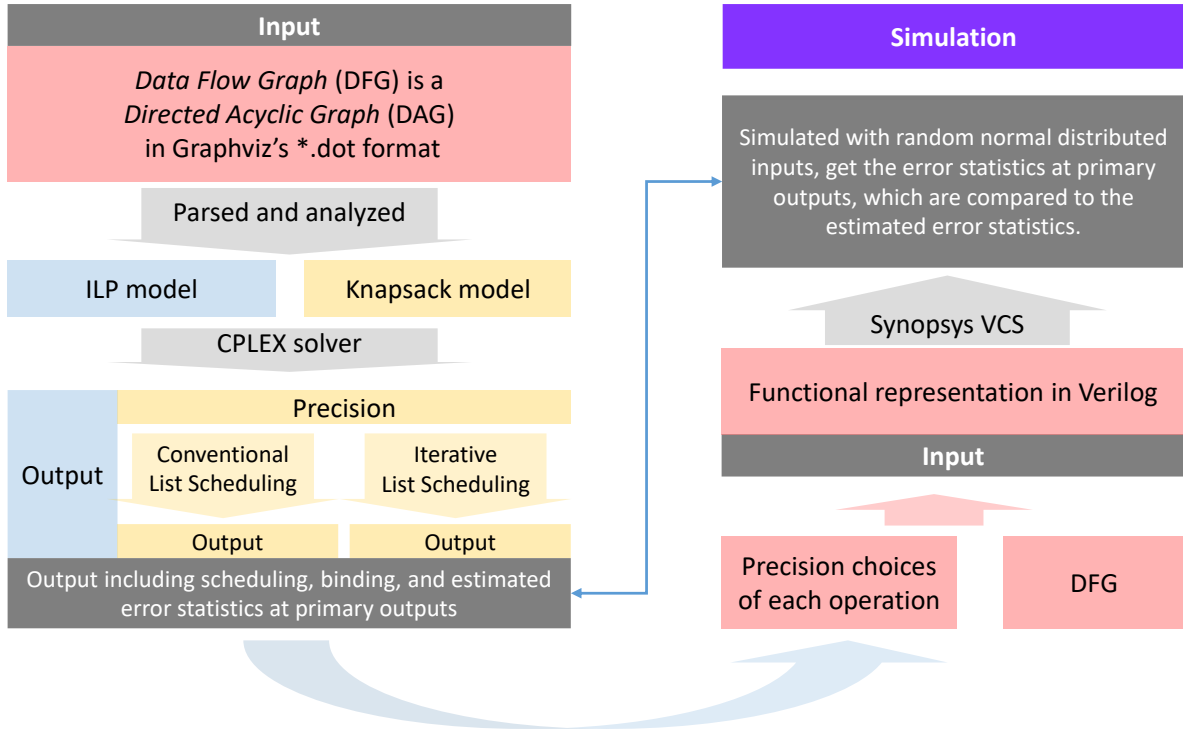 Input
Data Flow Graph (DFG) is a
Directed Acyclic Graph (DAG)
in Graphviz’s *.dot format
Parsed and analyzed
ILP model
Knapsack model
CPLEX solver
Output
Precision
Conventional
List Scheduling
Iterative
List Scheduling
Output
Output
Output including scheduling, binding, and estimated
error statistics at primary outputs
Simulation
Simulated with random normal distributed
inputs, get the error statistics at primary
outputs, which are compared to the
estimated error statistics.
Synopsys VCS
Functional representation in Verilog
Input
Precision choices
of each operation
DFG